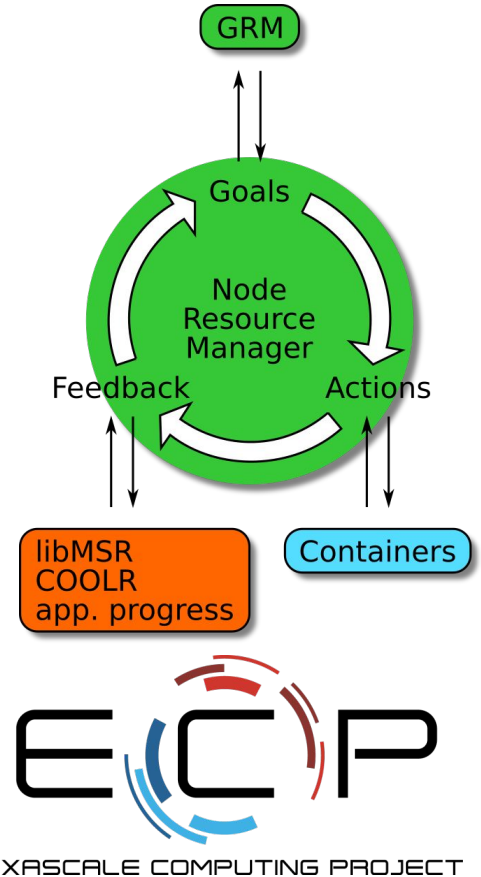 GRM
Goals
Node
Resource
Manager
Feedback
Actions
libMSR
COOLR
app. progress
Containers
ECP
XASCALE COMPUTING PROJECT